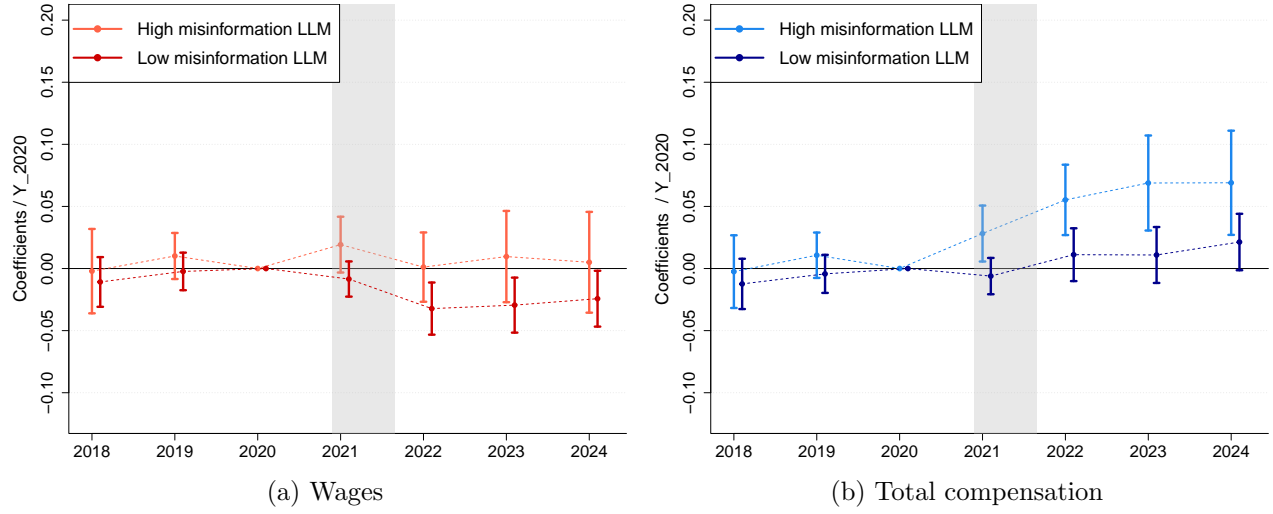 High misinformation LLM
Low misinformation LLM
Coefficients / Y_2020
0.20
0.15
0.10
0.05
0.00
−0.05
−0.10
2018 2019 2020 2021 2022 2023 2024
(a) Wages
High misinformation LLM
Low misinformation LLM
Coefficients / Y_2020
0.20
0.15
0.10
0.05
0.00
−0.05
−0.10
2018 2019 2020 2021 2022 2023 2024
(b) Total compensation